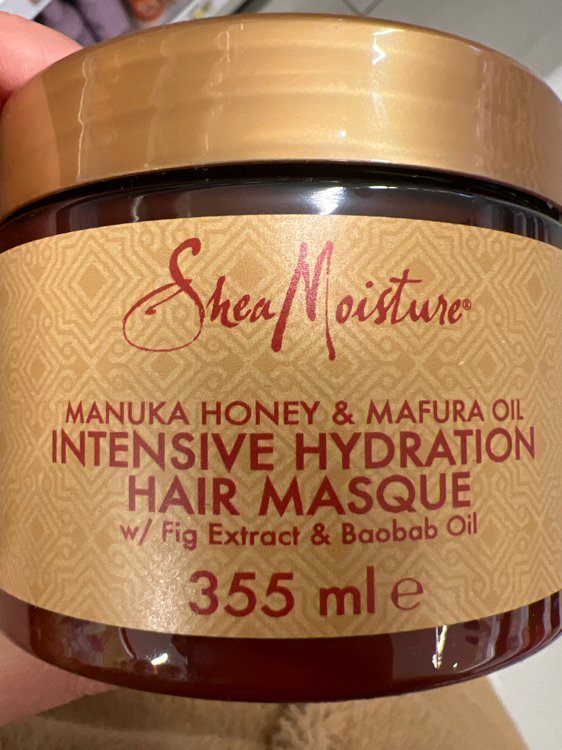 SheaMoisture®
MANUKA HONEY & MAFURA OIL
INTENSIVE HYDRATION
HAIR MASQUE
w/ Fig Extract & Baobab Oil
355 ml ℮